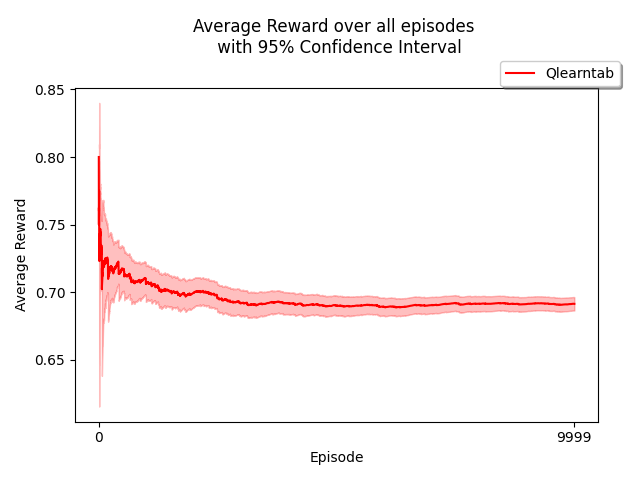 Average Reward over all episodes
with 95% Confidence Interval
Qlearntab
0.85
0.80
0.75
0.70
0.65
Average Reward
0
9999
Episode